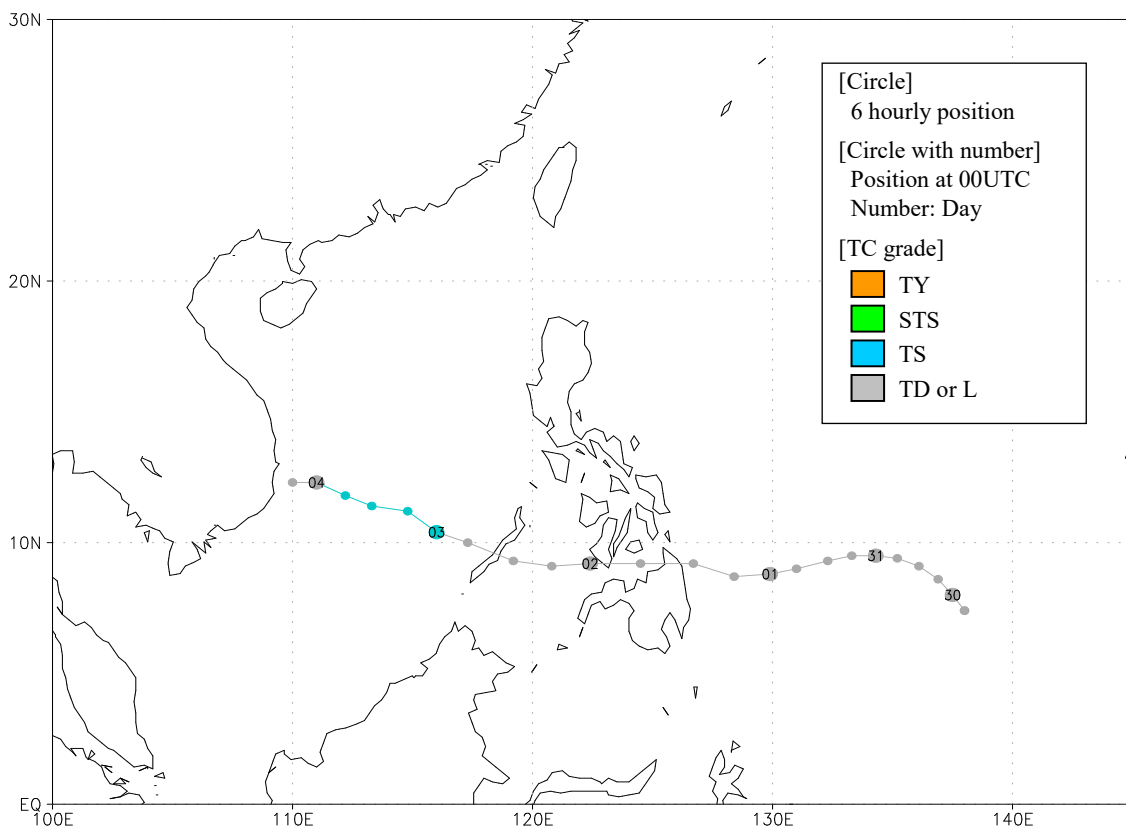 30N
20N
10N
EQ
100E
110E
120E
130E
140E
[Circle]
6 hourly position
[Circle with number]
Position at 00UTC
Number: Day
[TC grade]
TY
STS
TS
TD or L
04
03
02
01
31
30